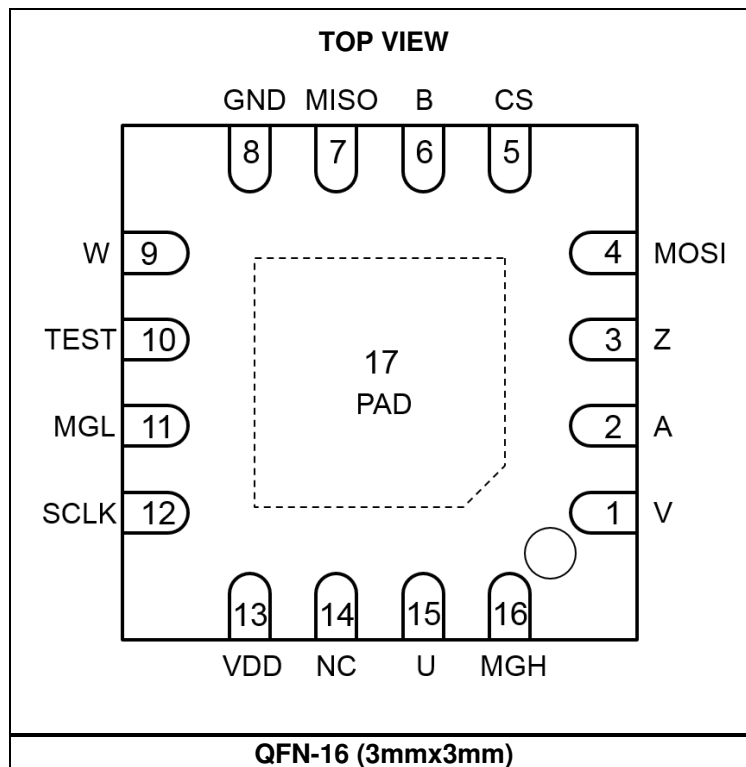 TOP VIEW
GND MISO B CS
8 7 6 5
W 9 4 MOSI
TEST 10 3 Z
17
PAD
MGL 11 2 A
SCLK 12 1 V
13 14 15 16
VDD NC U MGH
QFN-16 (3mmx3mm)